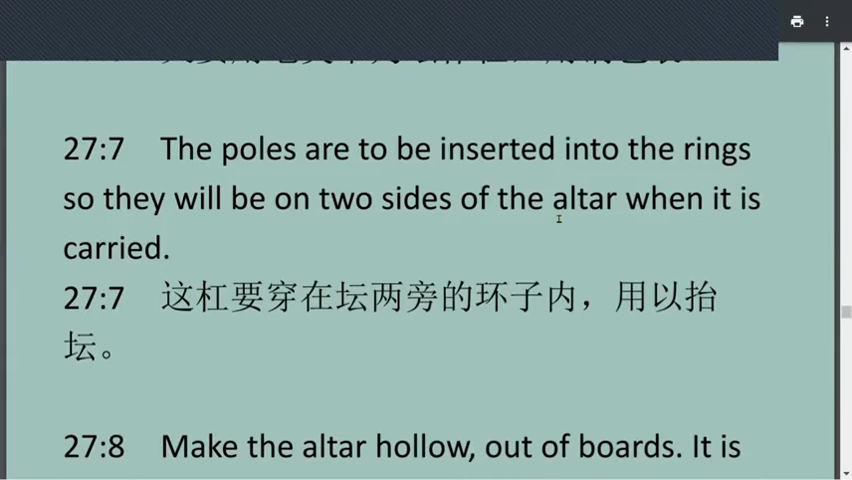 27:7 The poles are to be inserted into the rings
so they will be on two sides of the altar when it is
carried.
27:7 这杠要穿在坛两旁的环子内，用以抬
坛。
27:8 Make the altar hollow, out of boards. It is